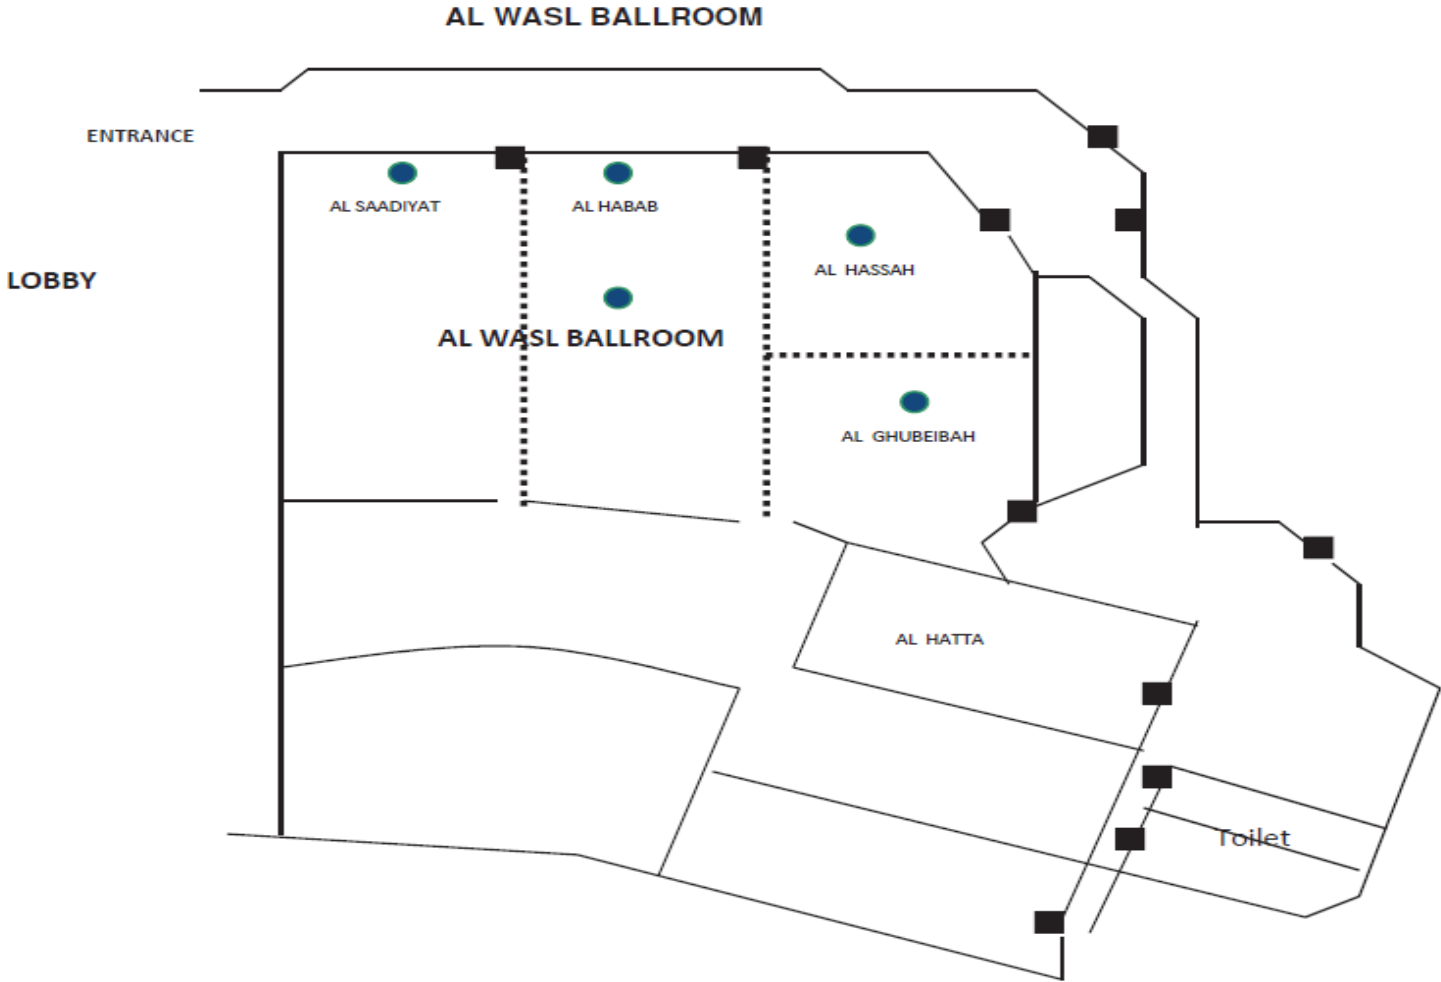 AL WASL BALLROOM
ENTRANCE
AL SAADIYAT
AL HABAB
AL HASSAH
LOBBY
AL WASL BALLROOM
AL GHUBEIBAH
AL HATTA
Toilet